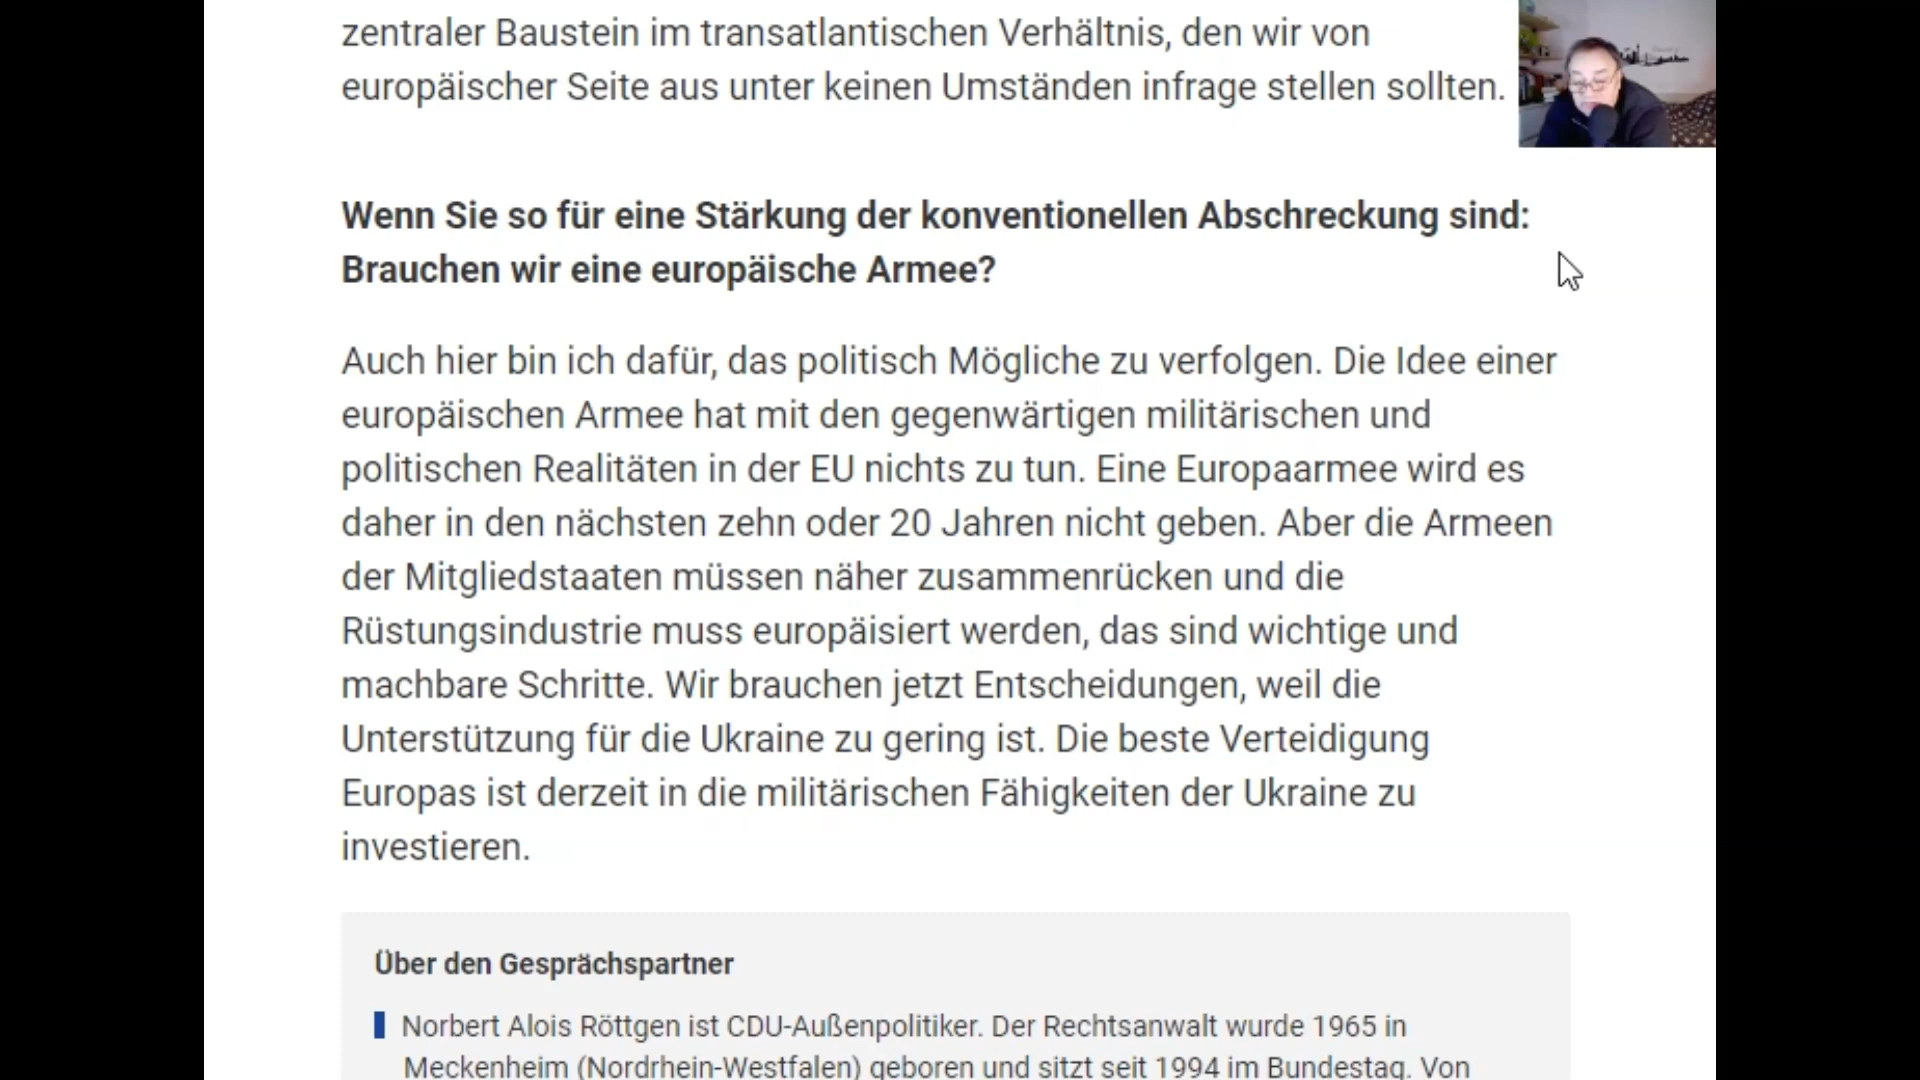 zentraler Baustein im transatlantischen Verhältnis, den wir von
europäischer Seite aus unter keinen Umständen infrage stellen sollten.
Wenn Sie so für eine Stärkung der konventionellen Abschreckung sind:
Brauchen wir eine europäische Armee?
Auch hier bin ich dafür, das politisch Mögliche zu verfolgen. Die Idee einer
europäischen Armee hat mit den gegenwärtigen militärischen und
politischen Realitäten in der EU nichts zu tun. Eine Europaarmee wird es
daher in den nächsten zehn oder 20 Jahren nicht geben. Aber die Armeen
der Mitgliedstaaten müssen näher zusammenrücken und die
Rüstungsindustrie muss europäisiert werden, das sind wichtige und
machbare Schritte. Wir brauchen jetzt Entscheidungen, weil die
Unterstützung für die Ukraine zu gering ist. Die beste Verteidigung
Europas ist derzeit in die militärischen Fähigkeiten der Ukraine zu
investieren.
Über den Gesprächspartner
Norbert Alois Röttgen ist CDU-Außenpolitiker. Der Rechtsanwalt wurde 1965 in
Meckenheim (Nordrhein-Westfalen) geboren und sitzt seit 1994 im Bundestag. Von